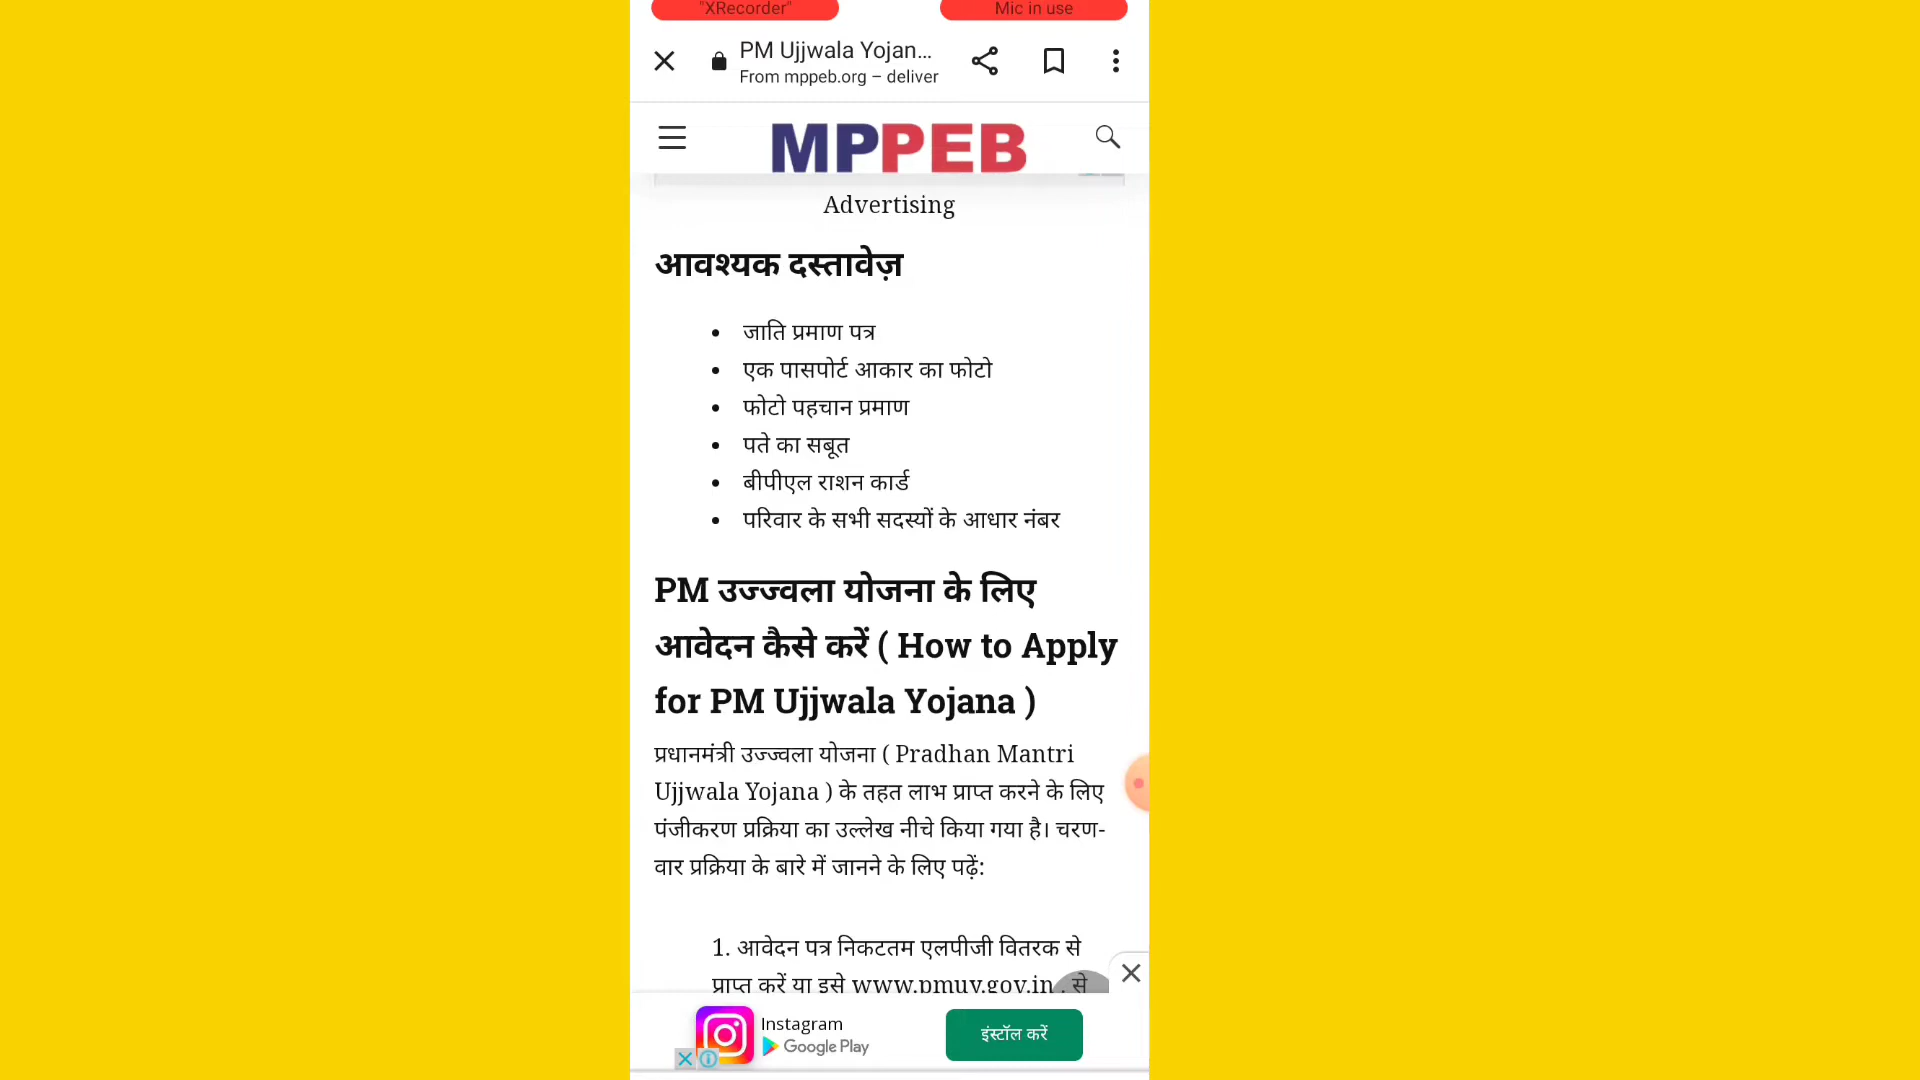 "XRecorder"
Mic in use
PM Ujjwala Yojan...
From mppeb.org – deliver
MPPEB
Advertising
आवश्यक दस्तावेज़
• जाति प्रमाण पत्र
• एक पासपोर्ट आकार का फोटो
• फोटो पहचान प्रमाण
• पते का सबूत
• बीपीएल राशन कार्ड
• परिवार के सभी सदस्यों के आधार नंबर
PM उज्ज्वला योजना के लिए
आवेदन कैसे करें ( How to Apply
for PM Ujjwala Yojana )
प्रधानमंत्री उज्ज्वला योजना ( Pradhan Mantri
Ujjwala Yojana ) के तहत लाभ प्राप्त करने के लिए
पंजीकरण प्रक्रिया का उल्लेख नीचे किया गया है। चरण-
वार प्रक्रिया के बारे में जानने के लिए पढ़ें:
1. आवेदन पत्र निकटतम एलपीजी वितरक से
प्राप्त करें या इसे www.pmuy.gov.in . से
Instagram
Google Play
इंस्टॉल करें